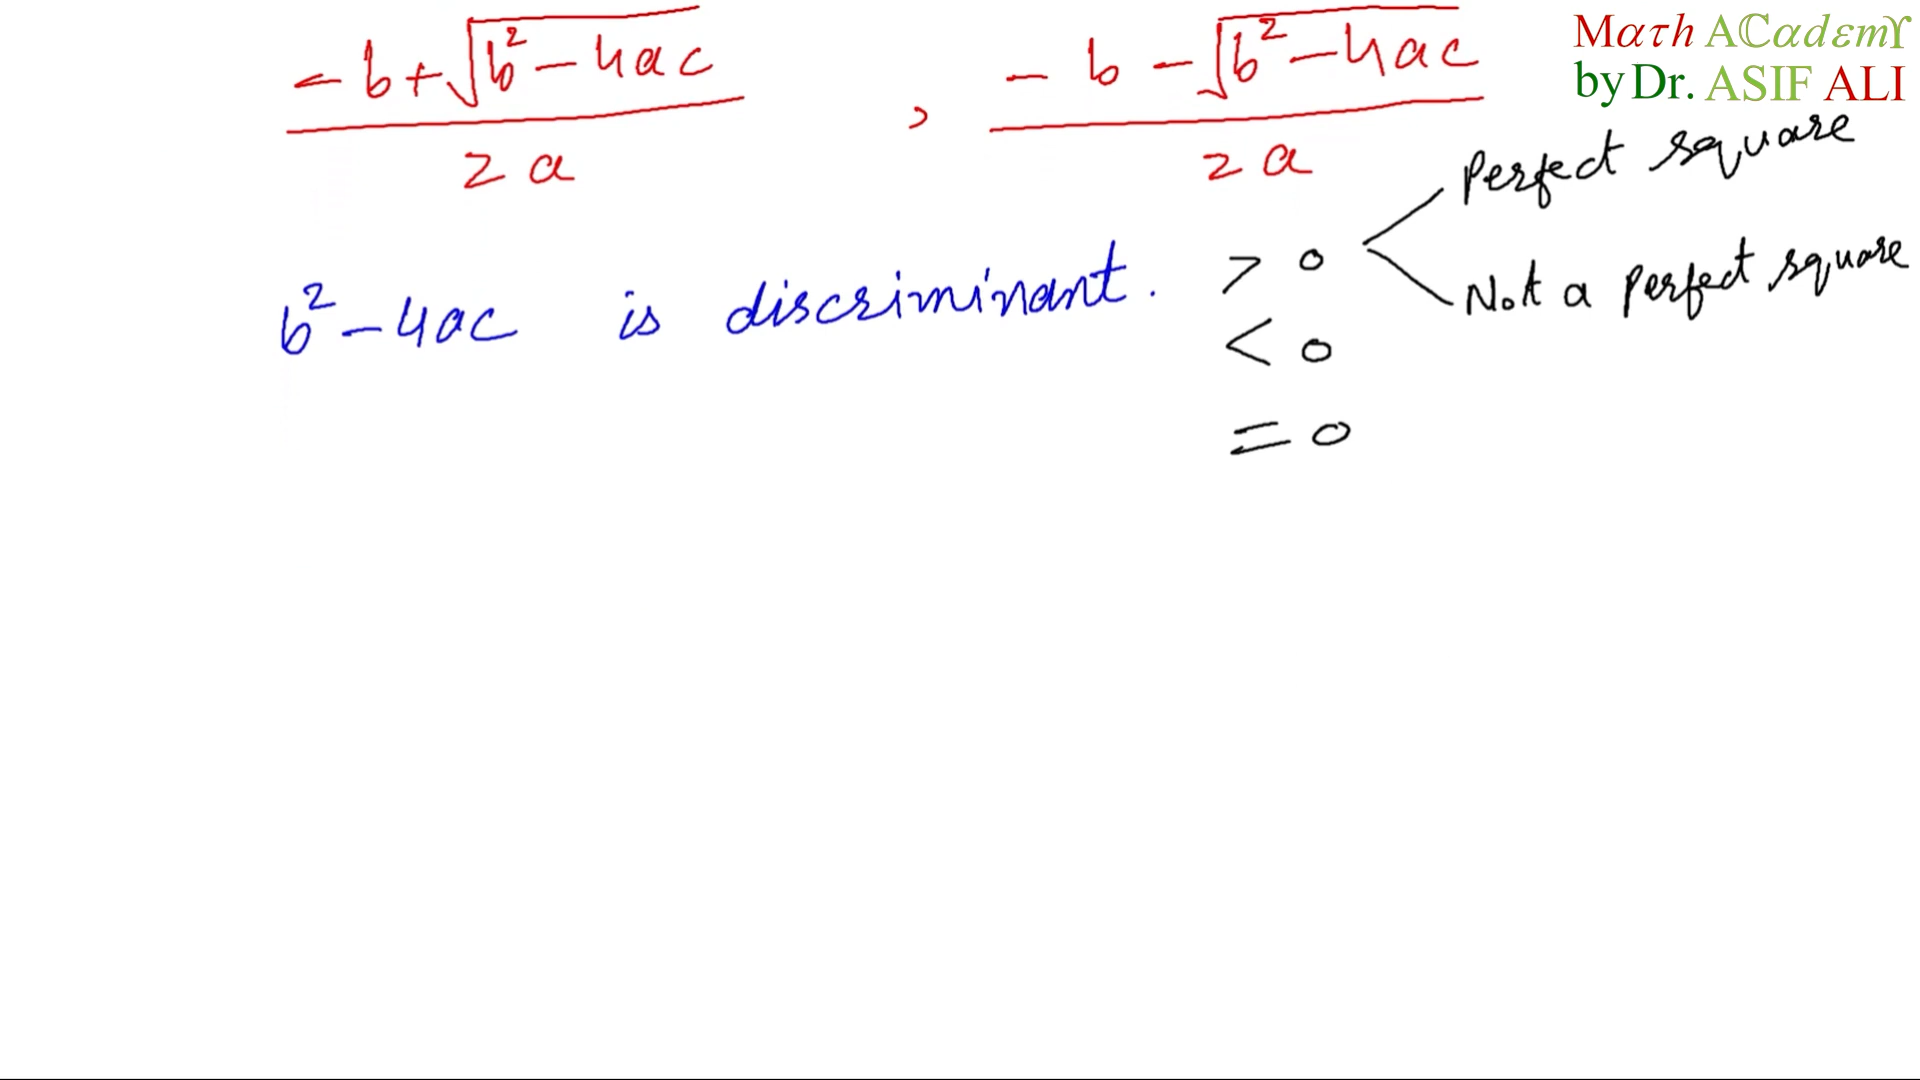 -b+√b²-4ac / 2a , -b-√b²-4ac / 2a
Mατh Aℂαdεmϒ
by Dr. ASIF ALI
b²-4ac is discriminant. > 0
Perfect square
Not a perfect square
< 0
= 0